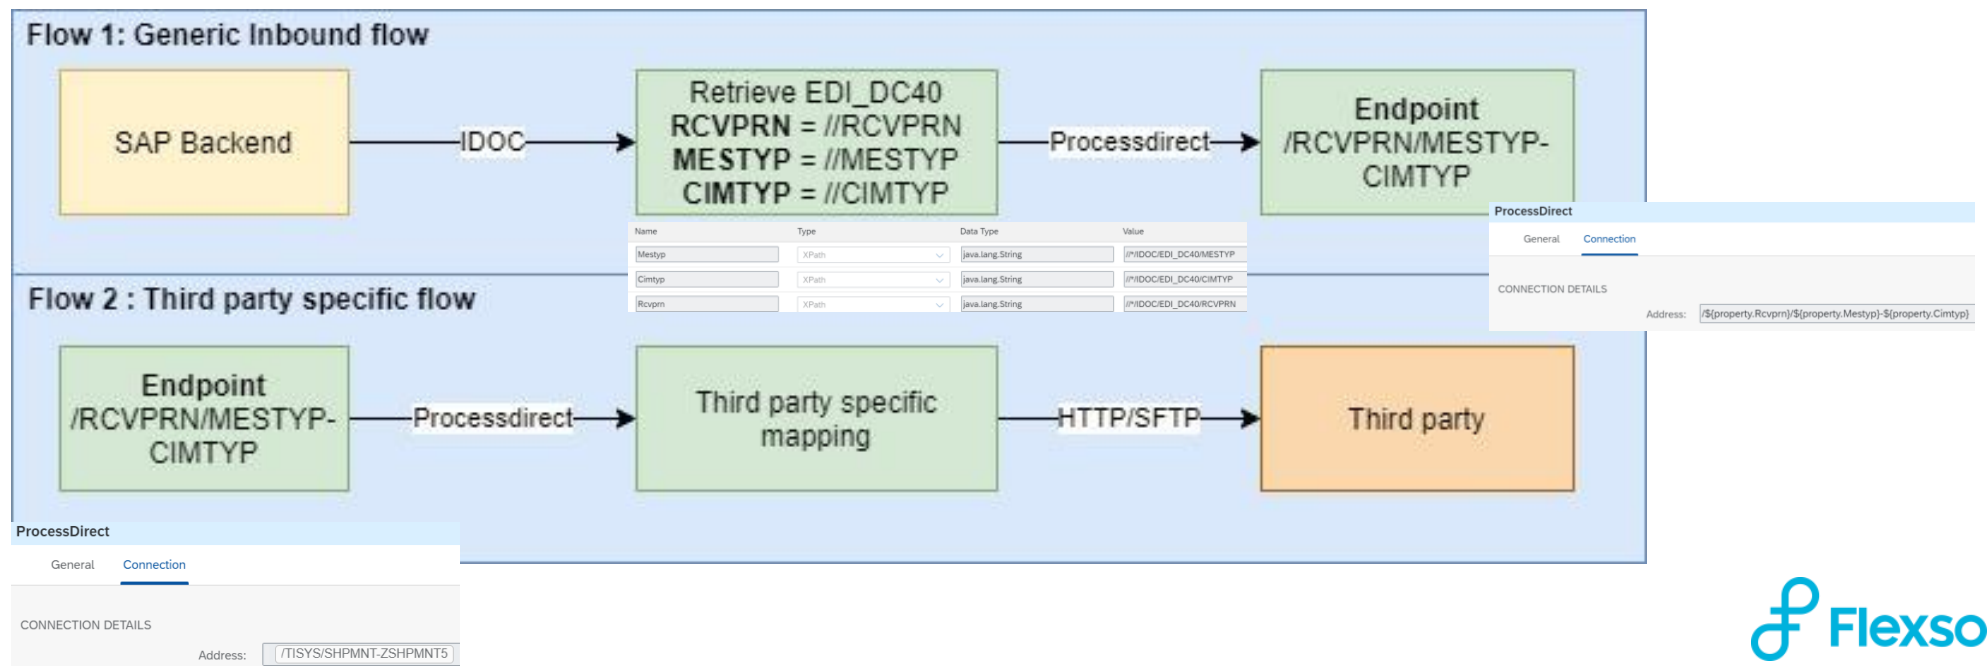 Flow 1: Generic Inbound flow
SAP Backend
IDOC
Retrieve EDI_DC40
RCVPRN = //RCVPRN
MESTYP = //MESTYP
CIMTYP = //CIMTYP
Processdirect
Endpoint
/RCVPRN/MESTYP-
CIMTYP
Name Type Data Type Value
Mestyp XPath java.lang.String //*/IDOC/EDI_DC40/MESTYP
Cimtyp XPath java.lang.String //*/IDOC/EDI_DC40/CIMTYP
Rcvprn XPath java.lang.String //*/IDOC/EDI_DC40/RCVPRN
ProcessDirect
General Connection
CONNECTION DETAILS
Address: /${property.Rcvprn}/${property.Mestyp}-${property.Cimtyp}
Flow 2 : Third party specific flow
Endpoint
/RCVPRN/MESTYP-
CIMTYP
Processdirect
Third party specific
mapping
HTTP/SFTP
Third party
ProcessDirect
General Connection
CONNECTION DETAILS
Address: /TISYS/SHPMNT-ZSHPMNT5
Flexso